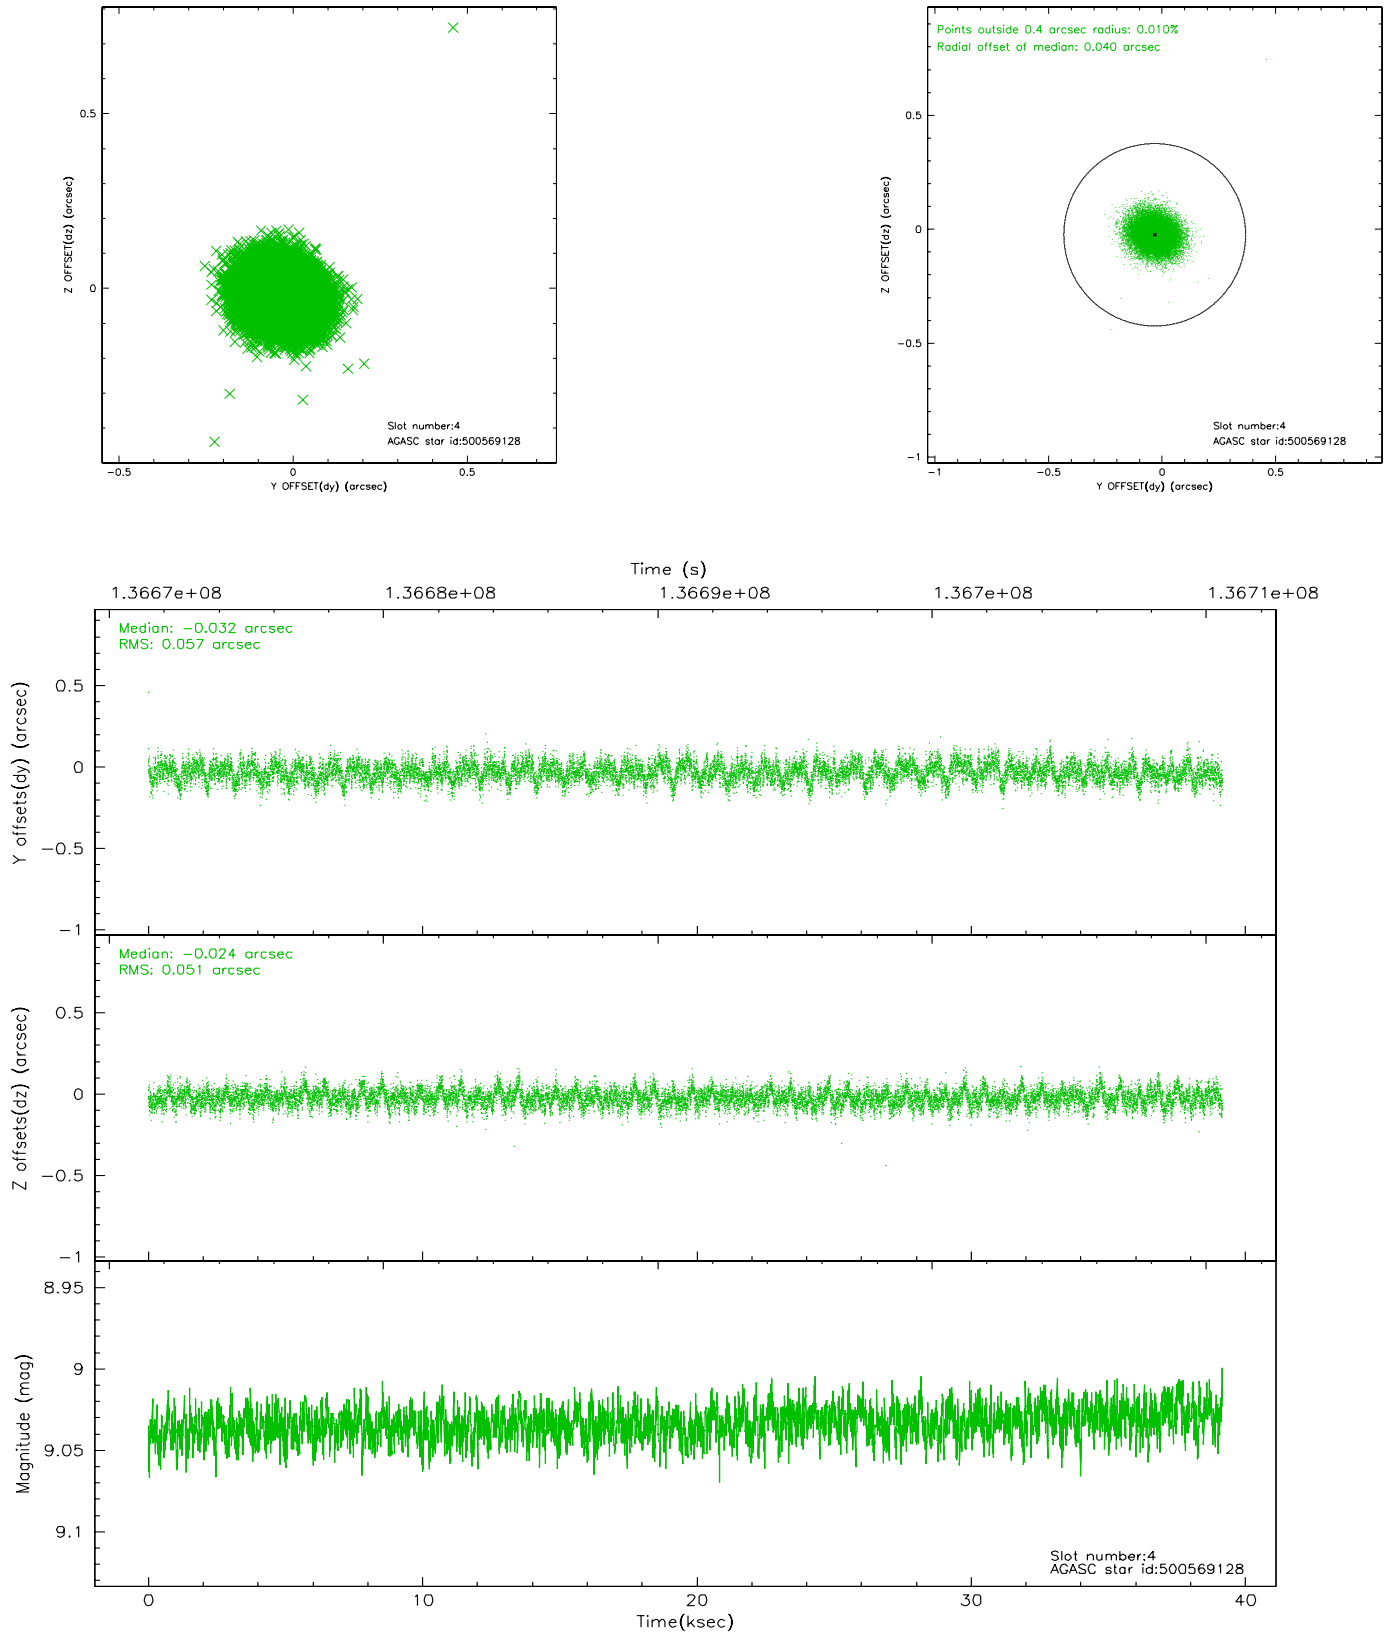 0.5
0
Z OFFSET(dz) (arcsec)
Slot number:4
AGASC star id:500569128
−0.5 0 0.5
Y OFFSET(dy) (arcsec)
Points outside 0.4 arcsec radius: 0.010%
Radial offset of median: 0.040 arcsec
0.5
0
−0.5
−1
Z OFFSET(dz) (arcsec)
Slot number:4
AGASC star id:500569128
−1 −0.5 0 0.5
Y OFFSET(dy) (arcsec)
Time (s)
1.3667e+08 1.3668e+08 1.3669e+08 1.367e+08 1.3671e+08
Median: −0.032 arcsec
RMS: 0.057 arcsec
0.5
0
−0.5
−1
Y offsets(dy) (arcsec)
Median: −0.024 arcsec
RMS: 0.051 arcsec
0.5
0
−0.5
−1
Z offsets(dz) (arcsec)
8.95
9
9.05
9.1
Magnitude (mag)
Slot number:4
AGASC star id:500569128
0 10 20 30 40
Time(ksec)